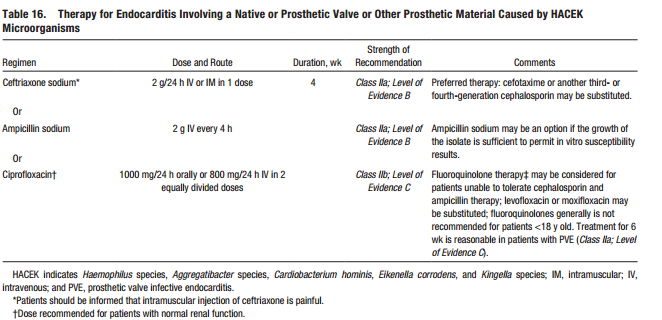 Table 16. Therapy for Endocarditis Involving a Native or Prosthetic Valve or Other Prosthetic Material Caused by HACEK
Microorganisms
Regimen Dose and Route Duration, wk Strength of Recommendation Comments
Ceftriaxone sodium* 2 g/24 h IV or IM in 1 dose 4 Class IIa; Level of Preferred therapy: cefotaxime or another third- or
Evidence B fourth-generation cephalosporin may be substituted.
Or
Ampicillin sodium 2 g IV every 4 h Class IIa; Level of Ampicillin sodium may be an option if the growth of
Evidence B the isolate is sufficient to permit in vitro susceptibility
Or results.
Ciprofloxacin† 1000 mg/24 h orally or 800 mg/24 h IV in 2 Class IIb; Level of Fluoroquinolone therapy‡ may be considered for
equally divided doses Evidence C patients unable to tolerate cephalosporin and
ampicillin therapy; levofloxacin or moxifloxacin may
be substituted; fluoroquinolones generally is not
recommended for patients <18 y old. Treatment for 6
wk is reasonable in patients with PVE (Class IIa; Level
of Evidence C).
HACEK indicates Haemophilus species, Aggregatibacter species, Cardiobacterium hominis, Eikenella corrodens, and Kingella species; IM, intramuscular; IV,
intravenous; and PVE, prosthetic valve infective endocarditis.
*Patients should be informed that intramuscular injection of ceftriaxone is painful.
†Dose recommended for patients with normal renal function.